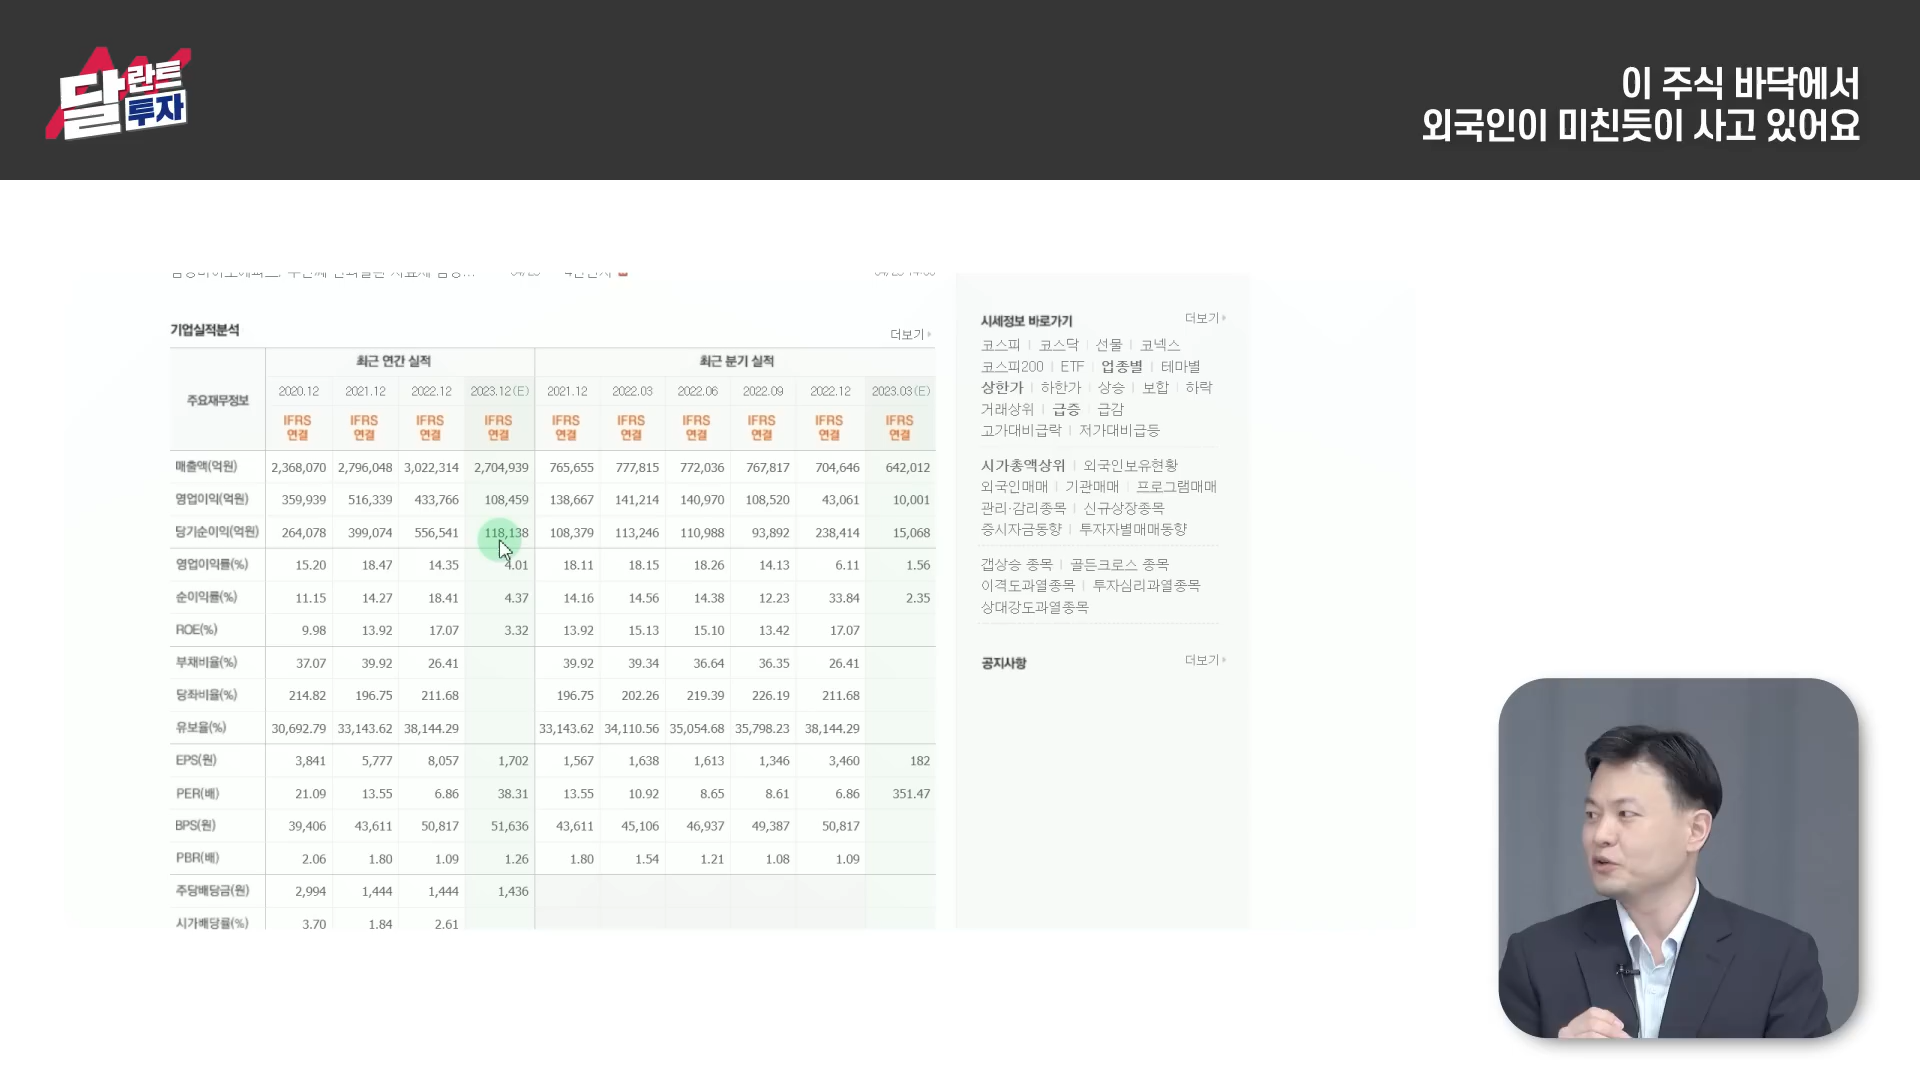 달란트
투자
이 주식 바닥에서
외국인이 미친듯이 사고 있어요
기업실적분석
더보기
주요재무정보 최근 연간 실적 최근 분기 실적
2020.12 2021.12 2022.12 2023.12(E) 2021.12 2022.03 2022.06 2022.09 2022.12 2023.03(E)
IFRS IFRS IFRS IFRS IFRS IFRS IFRS IFRS IFRS IFRS
연결 연결 연결 연결 연결 연결 연결 연결 연결 연결
매출액(억원) 2,368,070 2,796,048 3,022,314 2,704,939 765,655 777,815 772,036 767,817 704,646 642,012
영업이익(억원) 359,939 516,339 433,766 108,459 138,667 141,214 140,970 108,520 43,061 10,001
당기순이익(억원) 264,078 399,074 556,541 118,138 108,379 113,246 110,988 93,892 238,414 15,068
영업이익률(%) 15.20 18.47 14.35 4.01 18.11 18.15 18.26 14.13 6.11 1.56
순이익률(%) 11.15 14.27 18.41 4.37 14.16 14.56 14.38 12.23 33.84 2.35
ROE(%) 9.98 13.92 17.07 3.32 13.92 15.13 15.10 13.42 17.07
부채비율(%) 37.07 39.92 26.41 39.92 39.34 36.64 36.35 26.41
당좌비율(%) 214.82 196.75 211.68 196.75 202.26 219.39 226.19 211.68
유보율(%) 30,692.79 33,143.62 38,144.29 33,143.62 34,110.56 35,054.68 35,798.23 38,144.29
EPS(원) 3,841 5,777 8,057 1,702 1,567 1,638 1,613 1,346 3,460 182
PER(배) 21.09 13.55 6.86 38.31 13.55 10.92 8.65 8.61 6.86 351.47
BPS(원) 39,406 43,611 50,817 51,636 43,611 45,106 46,937 49,387 50,817
PBR(배) 2.06 1.80 1.09 1.26 1.80 1.54 1.21 1.08 1.09
주당배당금(원) 2,994 1,444 1,444 1,436
시가배당률(%) 3.70 1.84 2.61
시세정보 바로가기 더보기
코스피 코스닥 선물 코넥스
코스피200 ETF 업종별 테마별
상한가 하한가 상승 보합 하락
거래상위 급증 급감
고가대비급락 저가대비급등
시가총액상위 외국인보유현황
외국인매매 기관매매 프로그램매매
관리·감리종목 신규상장종목
증시자금동향 투자자별매매동향
갭상승 종목 골든크로스 종목
이격도과열종목 투자심리과열종목
상대강도과열종목
공지사항 더보기